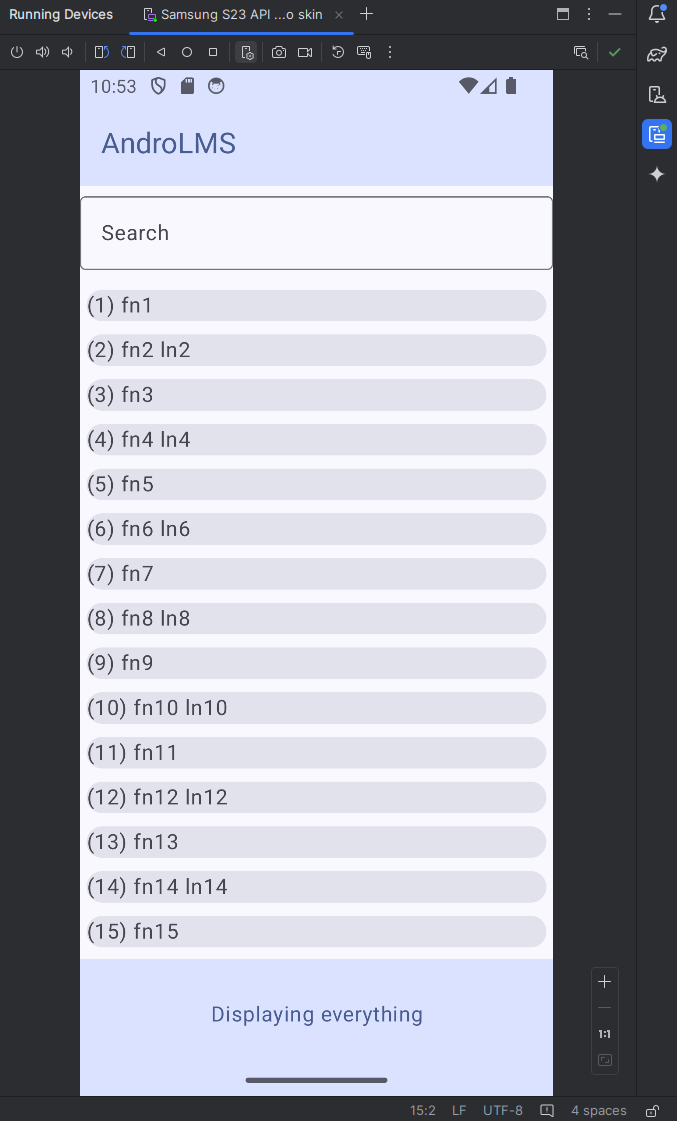 Running Devices
Samsung S23 API ...o skin
10:53
AndroLMS
Search
(1) fn1
(2) fn2 ln2
(3) fn3
(4) fn4 ln4
(5) fn5
(6) fn6 ln6
(7) fn7
(8) fn8 ln8
(9) fn9
(10) fn10 ln10
(11) fn11
(12) fn12 ln12
(13) fn13
(14) fn14 ln14
(15) fn15
Displaying everything
1:1
15:2 LF UTF-8 4 spaces